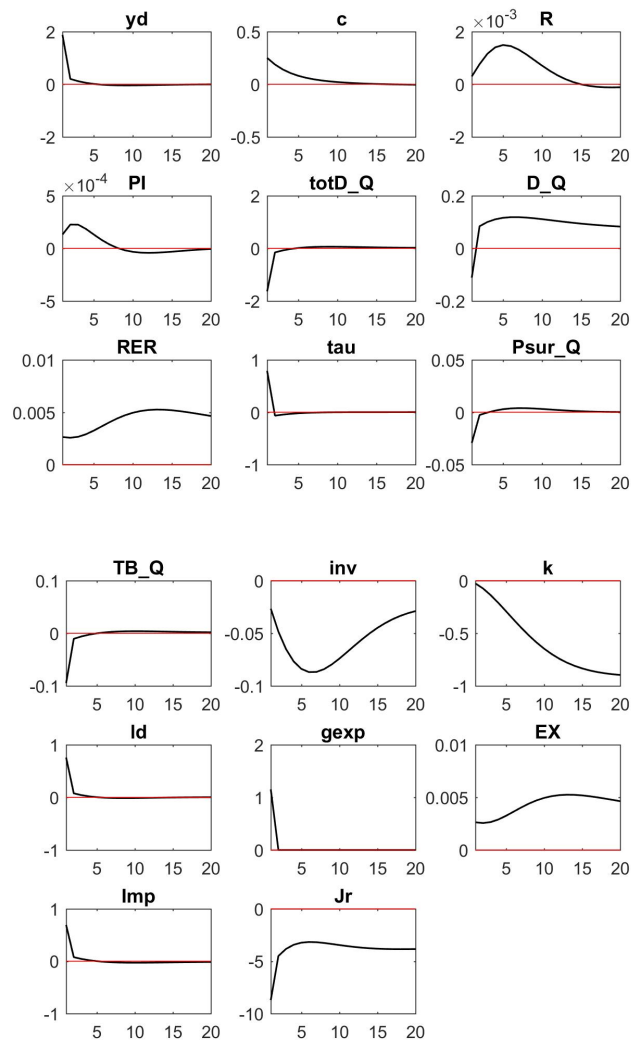 yd c R
2 0.5 2 ×10⁻³
0 0 0
-2 -0.5 -2
5 10 15 20 5 10 15 20 5 10 15 20
PI totD_Q D_Q
5 ×10⁻⁴ 2 0.2
0 0 0
-5 -2 -0.2
5 10 15 20 5 10 15 20 5 10 15 20
RER tau Psur_Q
0.01 1 0.05
0.005 0 0
0 -1 -0.05
5 10 15 20 5 10 15 20 5 10 15 20
TB_Q inv k
0.1 0 0
0 -0.05 -0.5
-0.1 -0.1 -1
5 10 15 20 5 10 15 20 5 10 15 20
ld gexp EX
1 2 0.01
0 1 0.005
-1 0 0
5 10 15 20 5 10 15 20 5 10 15 20
Imp Jr
1 0
0 -5
-1 -10
5 10 15 20 5 10 15 20